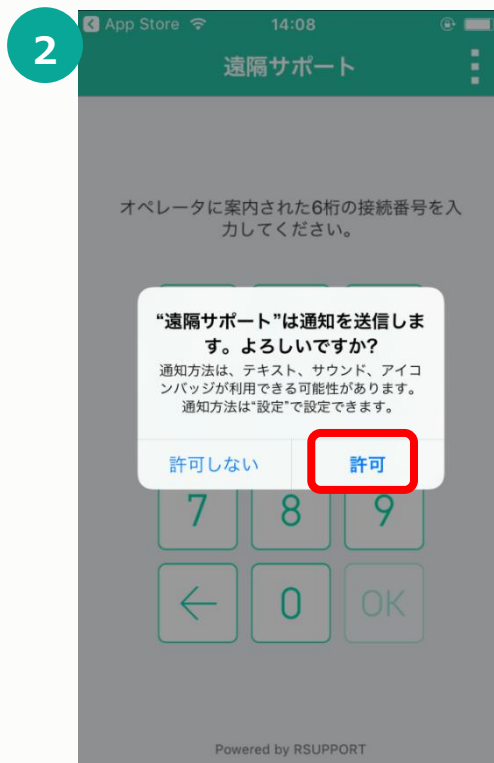 2
App Store 14:08
遠隔サポート
オペレータに案内された6桁の接続番号を入
力してください。
“遠隔サポート”は通知を送信しま
す。よろしいですか?
通知方法は、テキスト、サウンド、アイコ
ンバッジが利用できる可能性があります。
通知方法は“設定”で設定できます。
許可しない 許可
7 8 9
← 0 OK
Powered by RSUPPORT